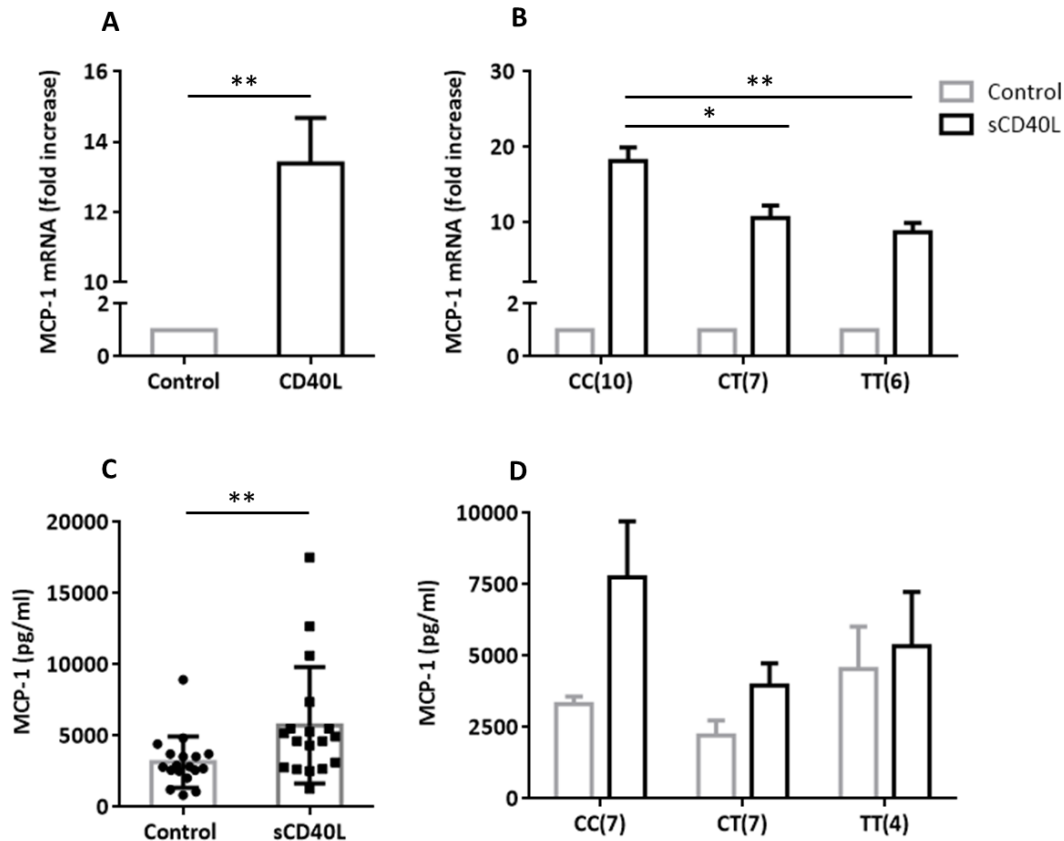 A
MCP-1 mRNA (fold increase)
16
14
12
10
2
0
**
Control
CD40L
B
MCP-1 mRNA (fold increase)
30
20
10
2
0
**
*
Control
sCD40L
CC(10)
CT(7)
TT(6)
C
MCP-1 (pg/ml)
20000
15000
10000
5000
0
**
Control
sCD40L
D
MCP-1 (pg/ml)
10000
7500
5000
2500
0
CC(7)
CT(7)
TT(4)